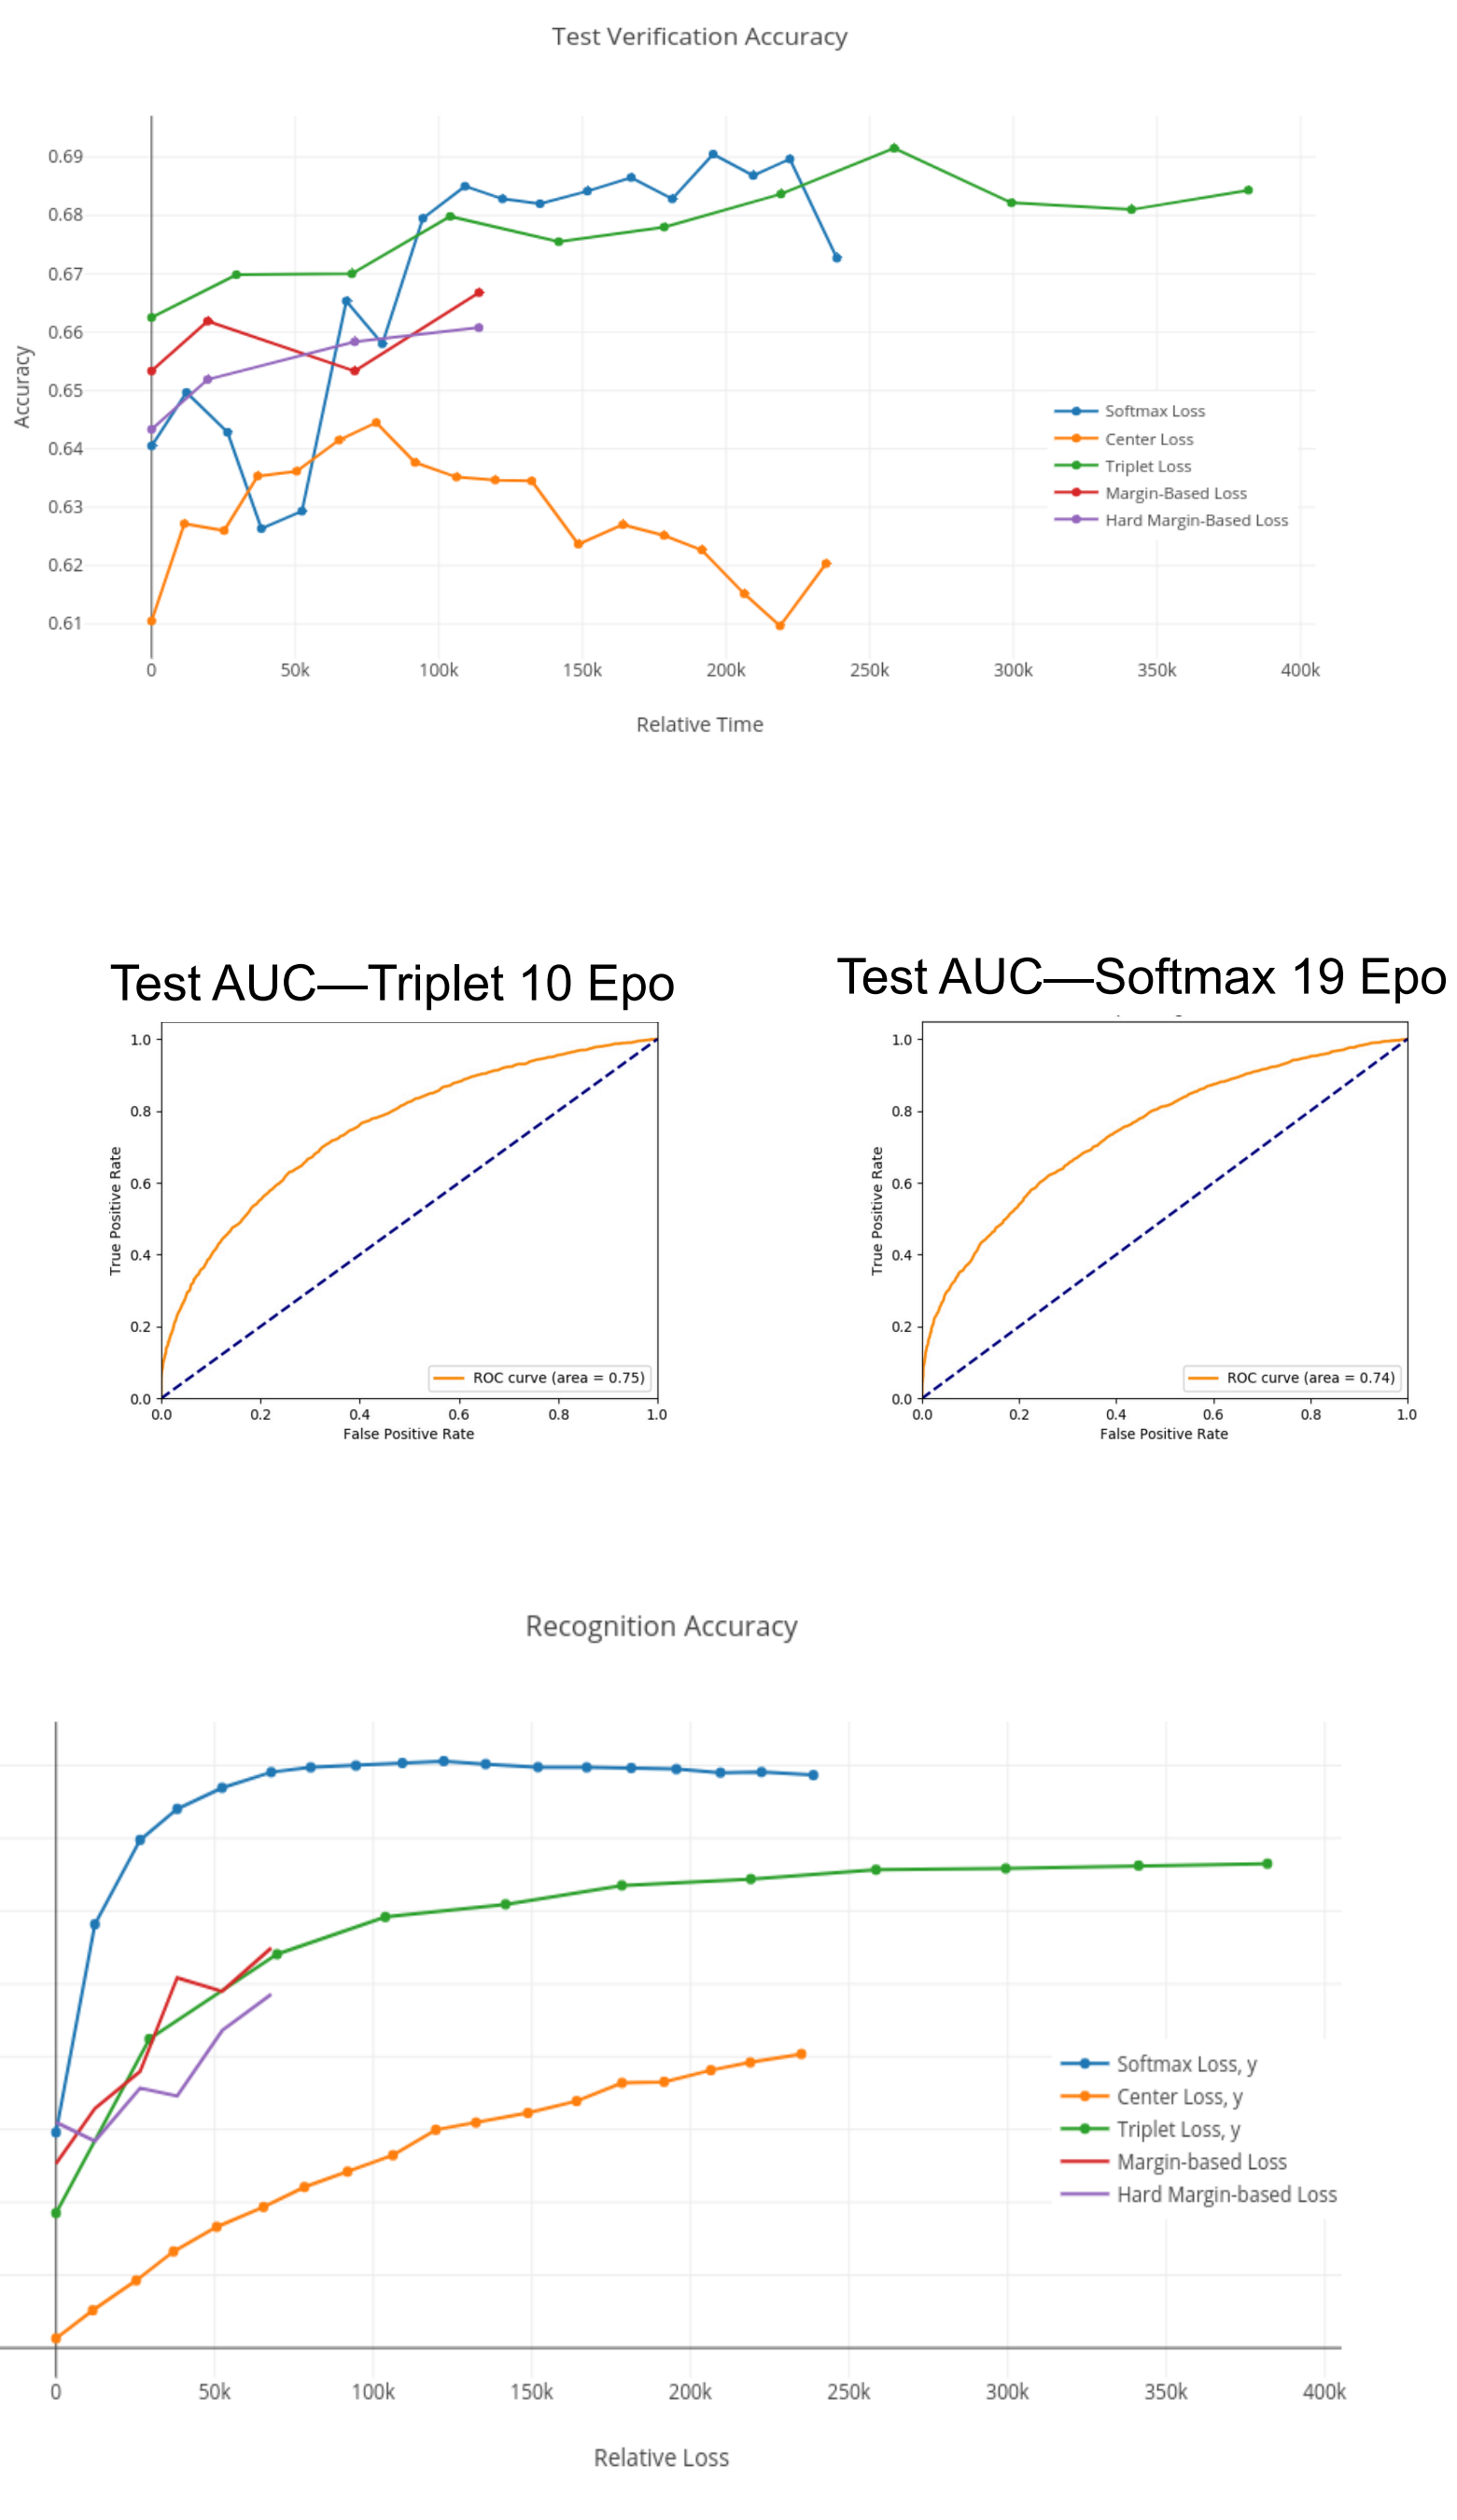 Test Verification Accuracy
0.69
0.68
0.67
0.66
0.65
0.64
0.63
0.62
0.61
Accuracy
Softmax Loss
Center Loss
Triplet Loss
Margin-Based Loss
Hard Margin-Based Loss
0 50k 100k 150k 200k 250k 300k 350k 400k
Relative Time
Test AUC—Triplet 10 Epo
1.0
0.8
0.6
0.4
0.2
0.0
True Positive Rate
ROC curve (area = 0.75)
0.0 0.2 0.4 0.6 0.8 1.0
False Positive Rate
Test AUC—Softmax 19 Epo
1.0
0.8
0.6
0.4
0.2
0.0
True Positive Rate
ROC curve (area = 0.74)
0.0 0.2 0.4 0.6 0.8 1.0
False Positive Rate
Recognition Accuracy
Softmax Loss, y
Center Loss, y
Triplet Loss, y
Margin-based Loss
Hard Margin-based Loss
0 50k 100k 150k 200k 250k 300k 350k 400k
Relative Loss